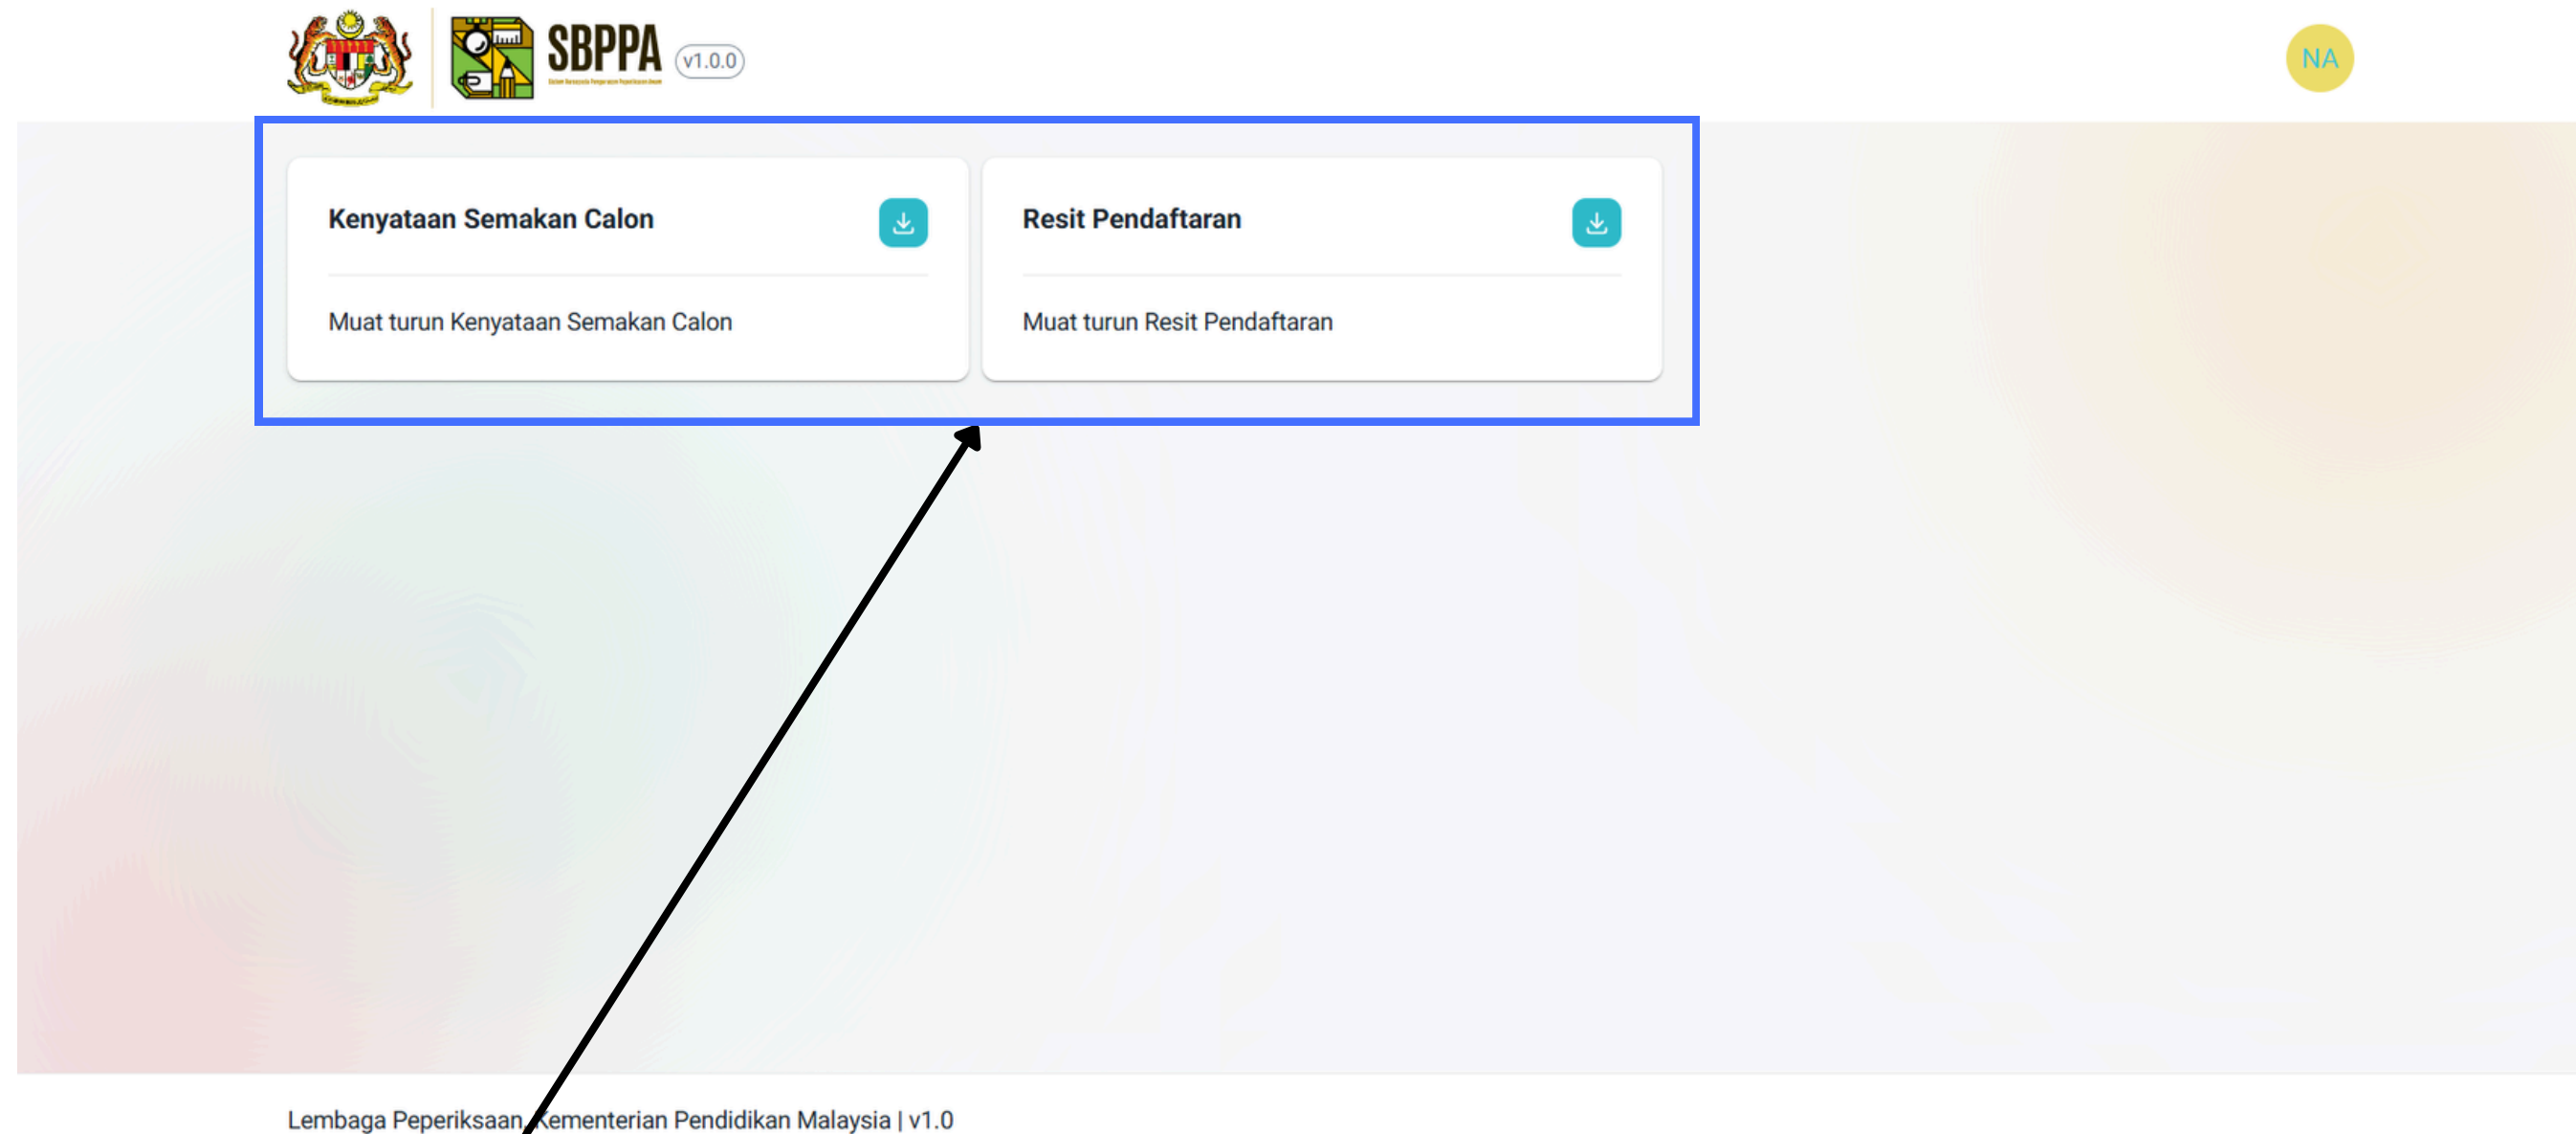 SBPPA
v1.0.0
NA
Kenyataan Semakan Calon
Resit Pendaftaran
Muat turun Kenyataan Semakan Calon
Muat turun Resit Pendaftaran
Lembaga Peperiksaan, Kementerian Pendidikan Malaysia | v1.0